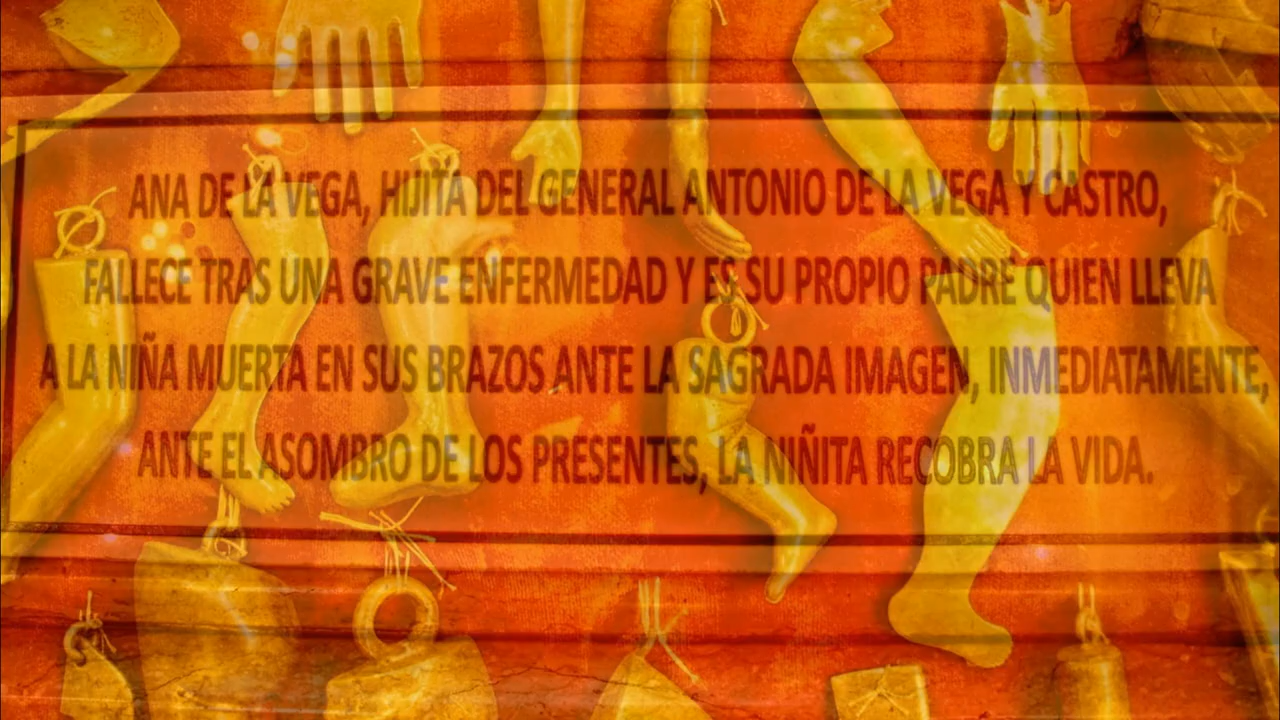 ANA DE LA VEGA, HIJITA DEL GENERAL ANTONIO DE LA VEGA Y CASTRO,
FALLECE TRAS UNA GRAVE ENFERMEDAD Y ES SU PROPIO PADRE QUIEN LLEVA
A LA NIÑA MUERTA EN SUS BRAZOS ANTE LA SAGRADA IMAGEN, INMEDIATAMENTE,
ANTE EL ASOMBRO DE LOS PRESENTES, LA NIÑITA RECOBRA LA VIDA.